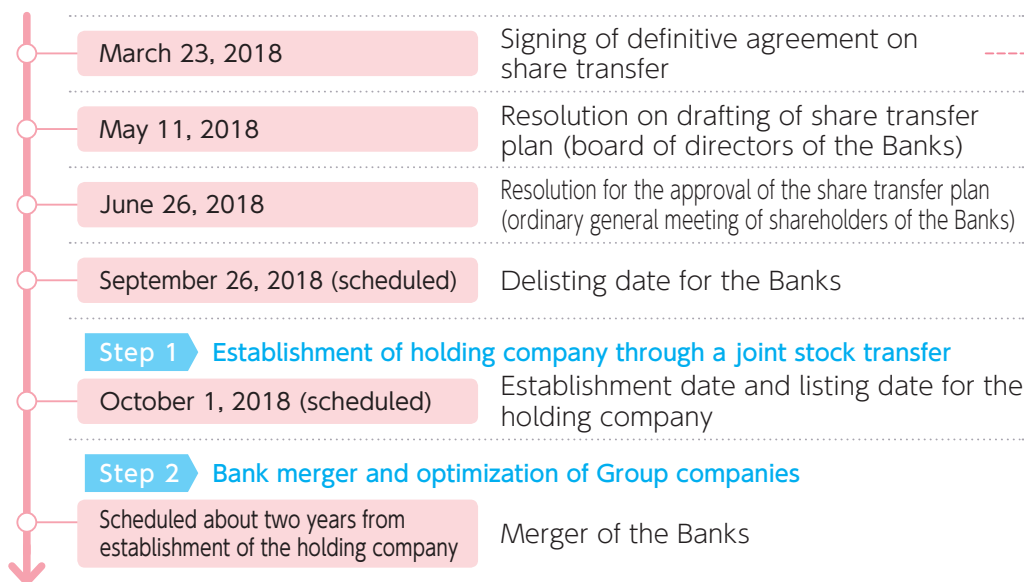 March 23, 2018
Signing of definitive agreement on
share transfer
May 11, 2018
Resolution on drafting of share transfer
plan (board of directors of the Banks)
June 26, 2018
Resolution for the approval of the share transfer plan
(ordinary general meeting of shareholders of the Banks)
September 26, 2018 (scheduled)
Delisting date for the Banks
Step 1 Establishment of holding company through a joint stock transfer
October 1, 2018 (scheduled)
Establishment date and listing date for the
holding company
Step 2 Bank merger and optimization of Group companies
Scheduled about two years from
establishment of the holding company
Merger of the Banks